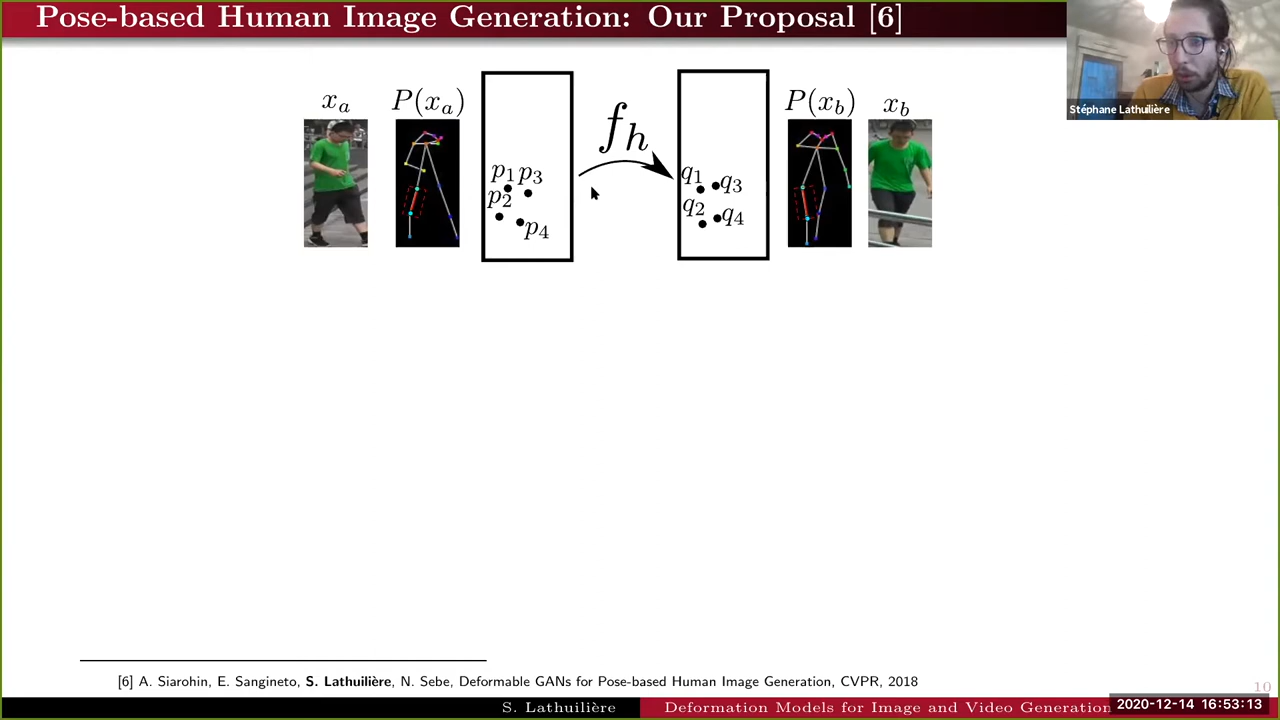 Pose-based Human Image Generation: Our Proposal [6]
Stéphane Lathuilière
x_a P(x_a) f_h P(x_b) x_b
p_1 p_3
p_2
p_4
q_1 q_3
q_2 q_4
[6] A. Siarohin, E. Sangineto, S. Lathuilière, N. Sebe, Deformable GANs for Pose-based Human Image Generation, CVPR, 2018
10
S. Lathuilière Deformation Models for Image and Video Generation
2020-12-14 16:53:13